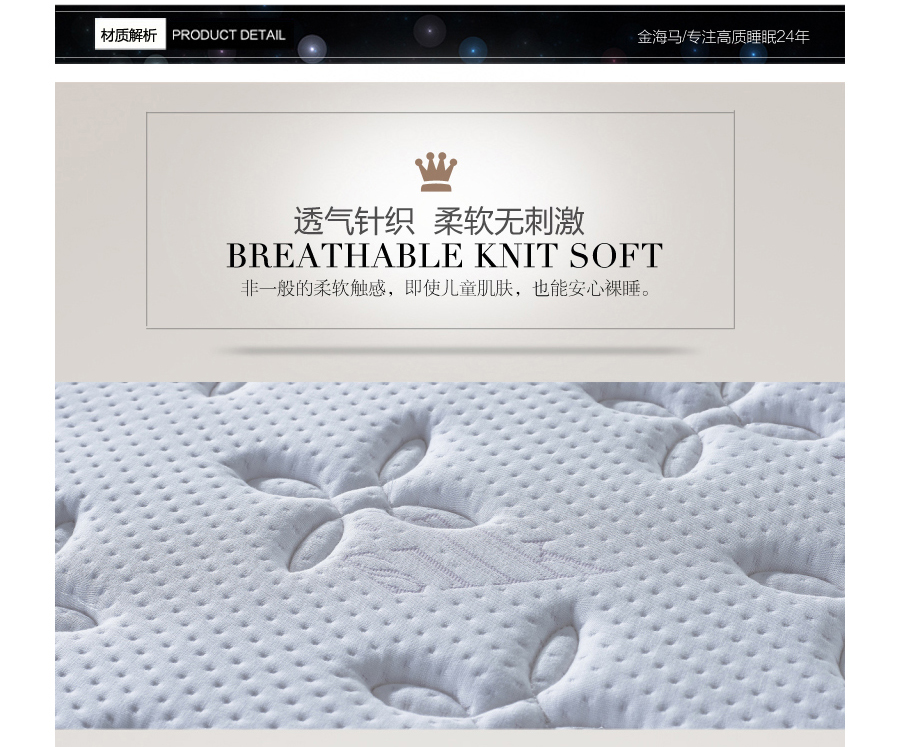 材质解析 PRODUCT DETAIL
金海马/专注高质睡眠24年
透气针织 柔软无刺激
BREATHABLE KNIT SOFT
非一般的柔软触感，即使儿童肌肤，也能安心裸睡。